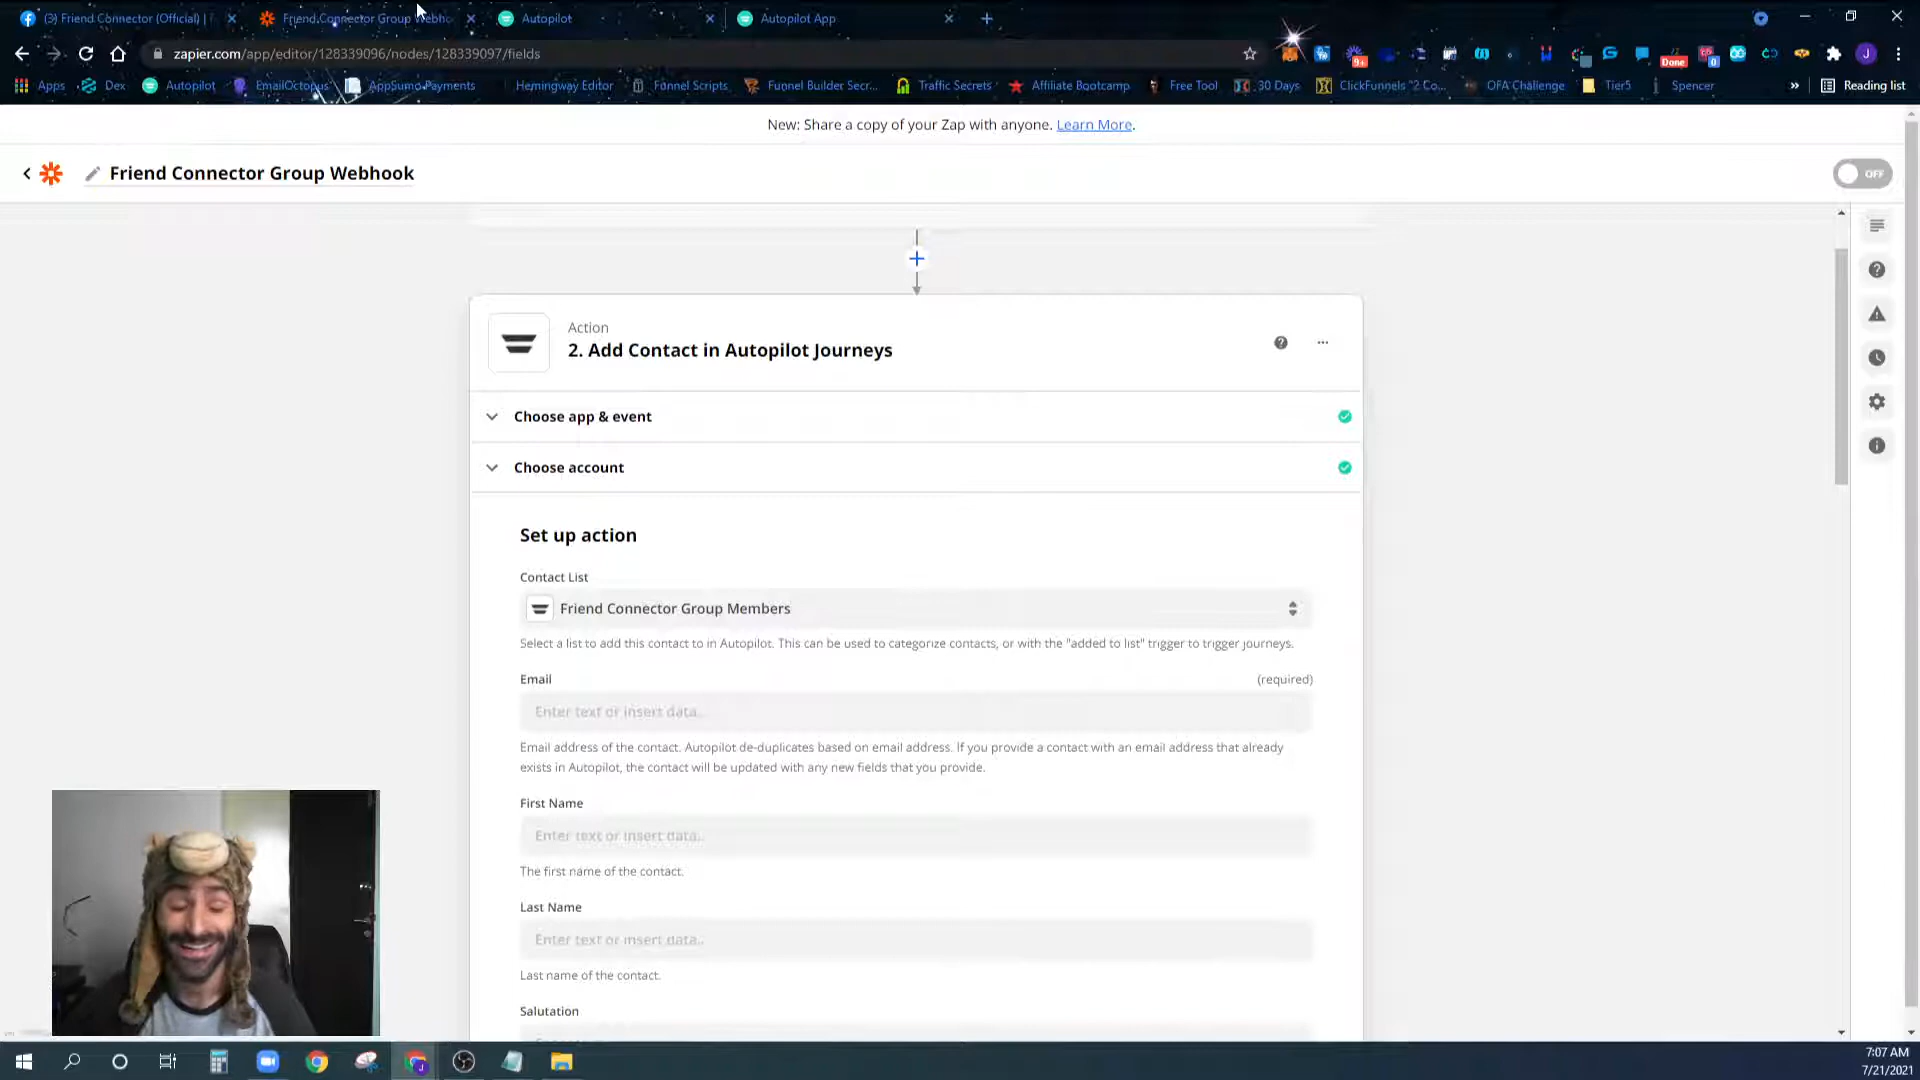 (3) Friend Connector (Official) | F
Friend Connector Group Webho
Autopilot
Autopilot App
zapier.com/app/editor/128339096/nodes/128339097/fields
9+
Done
0
J
Apps
Dex
Autopilot
EmailOctopus
AppSumo Payments
Hemingway Editor
Fonnel Scripts
Funnel Builder Secr...
Traffic Secrets
Affiliate Bootcamp
Free Tool
30 Days
ClickFunnels "2 Co...
OFA Challenge
Tier5
Spencer
Reading list
New: Share a copy of your Zap with anyone. Learn More.
Friend Connector Group Webhook
OFF
Action
2. Add Contact in Autopilot Journeys
Choose app & event
Choose account
Set up action
Contact List
Friend Connector Group Members
Select a list to add this contact to in Autopilot. This can be used to categorize contacts, or with the "added to list" trigger to trigger journeys.
Email
(required)
Enter text or insert data...
Email address of the contact. Autopilot de-duplicates based on email address. If you provide a contact with an email address that already
exists in Autopilot, the contact will be updated with any new fields that you provide.
First Name
Enter text or insert data...
The first name of the contact.
Last Name
Enter text or insert data...
Last name of the contact.
Salutation
7:07 AM
7/21/2021